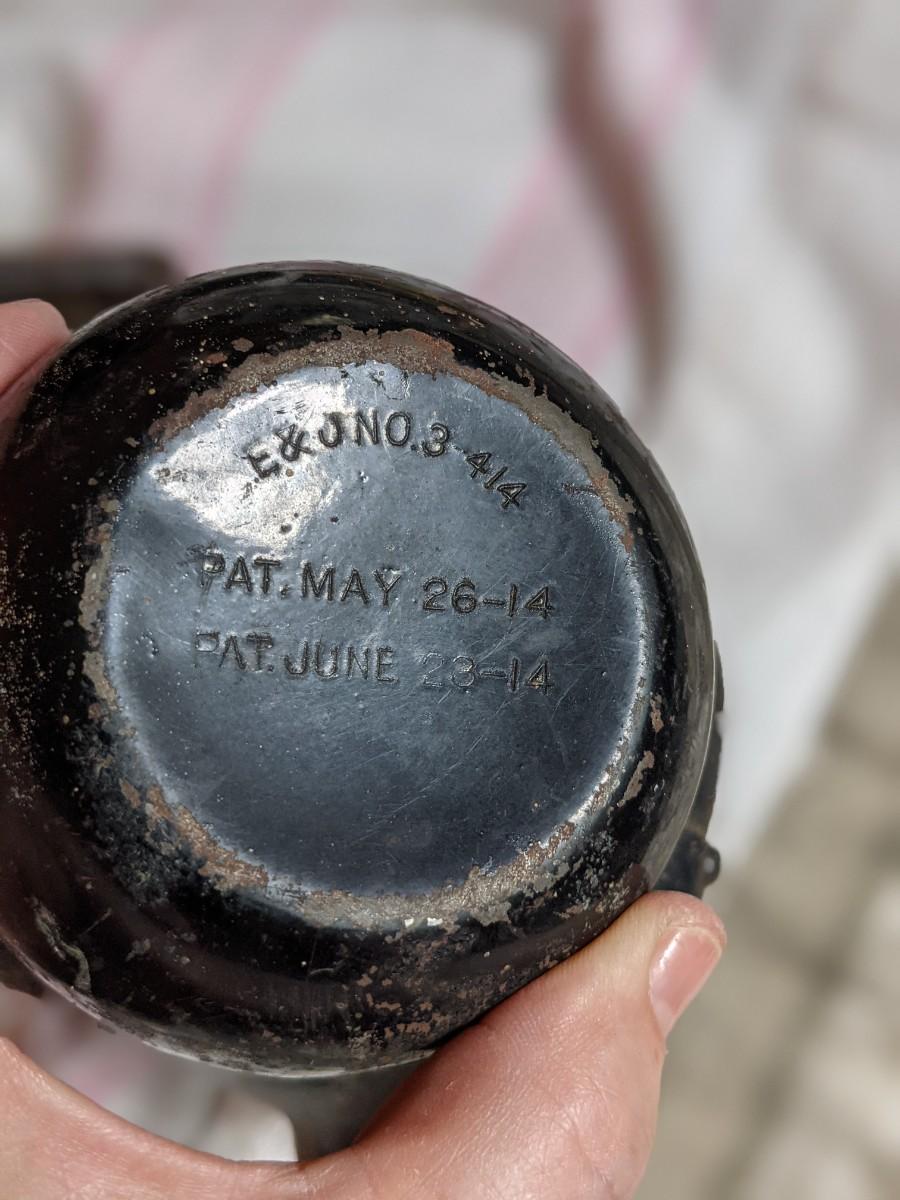 E&J NO. 3-4/4
PAT. MAY 26-14
PAT. JUNE 23-14